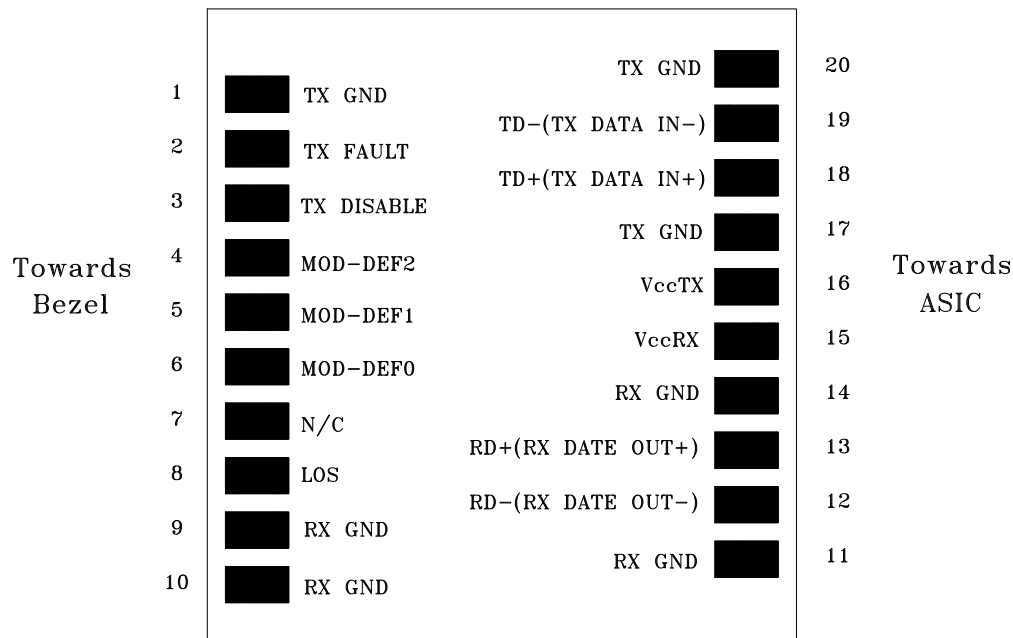 1 TX GND
2 TX FAULT
3 TX DISABLE
4 MOD-DEF2
5 MOD-DEF1
6 MOD-DEF0
7 N/C
8 LOS
9 RX GND
10 RX GND
Towards
Bezel
TX GND 20
TD-(TX DATA IN-) 19
TD+(TX DATA IN+) 18
TX GND 17
VccTX 16
VccRX 15
RX GND 14
RD+(RX DATE OUT+) 13
RD-(RX DATE OUT-) 12
RX GND 11
Towards
ASIC